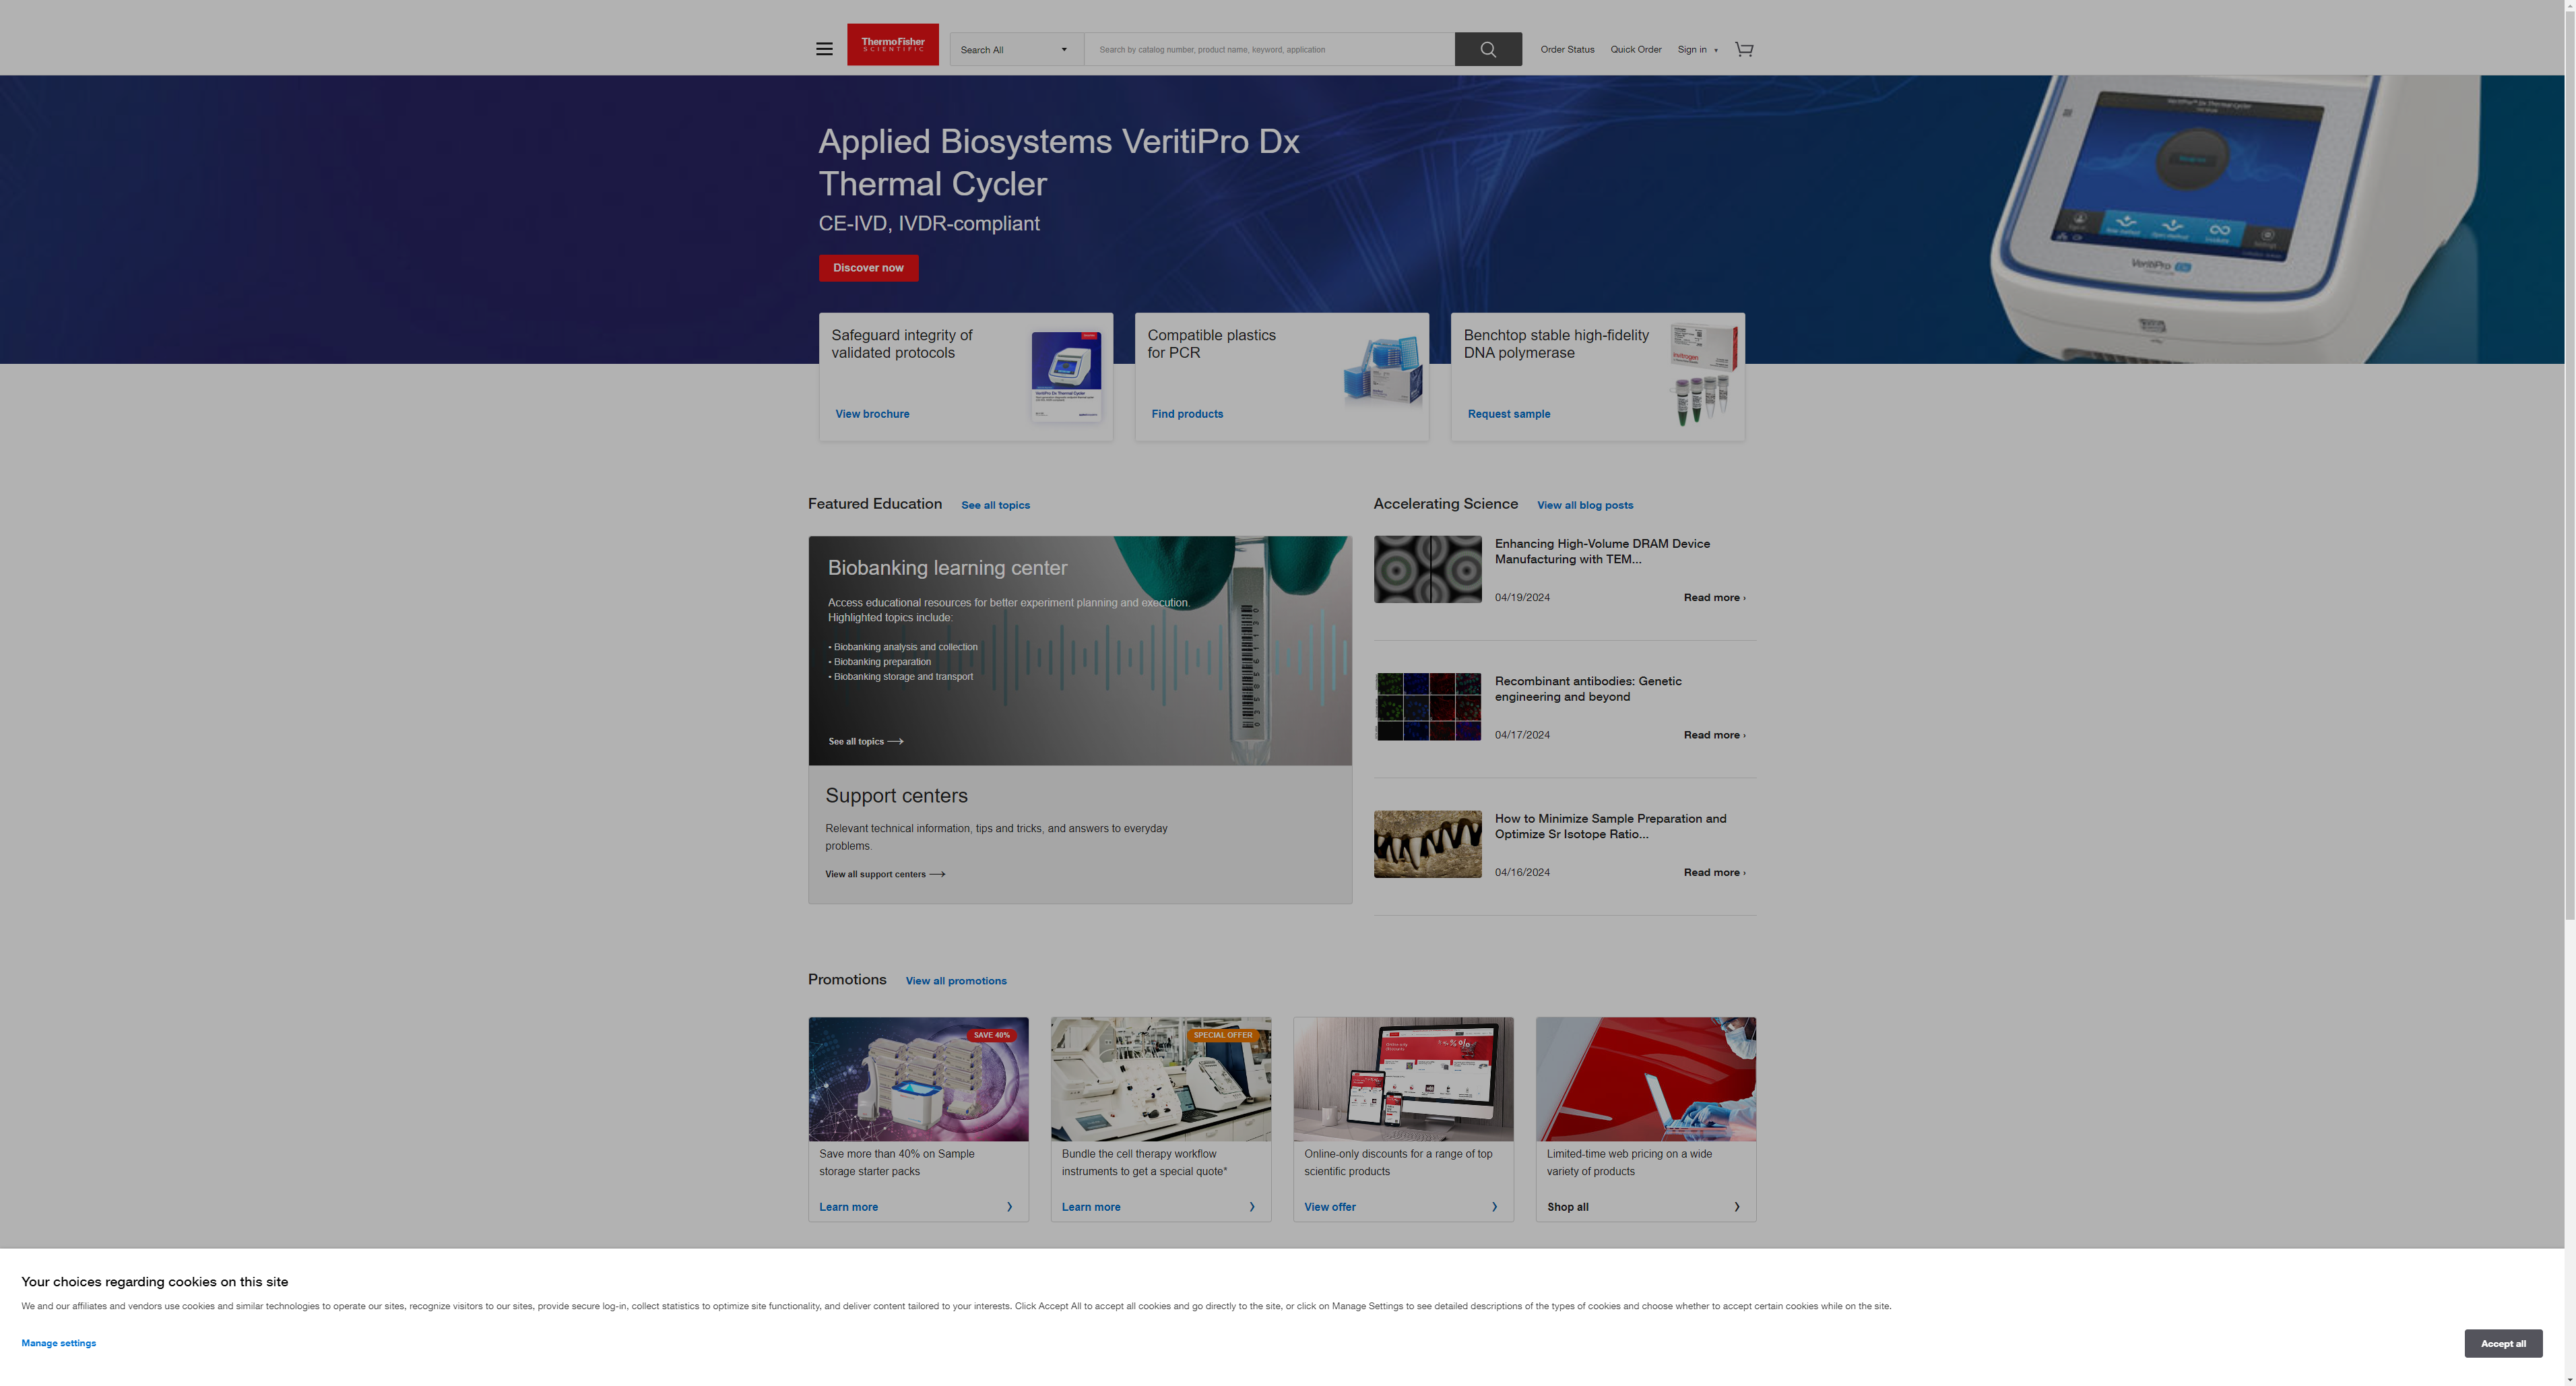 ThermoFisher
SCIENTIFIC
Search All
Search by catalog number, product name, keyword, application
Order Status
Quick Order
Sign in
Applied Biosystems VeritiPro Dx
Thermal Cycler
CE-IVD, IVDR-compliant
Discover now
VeritiPro Dx
Safeguard integrity of
validated protocols
VeritiPro Dx Thermal Cycler
View brochure
Compatible plastics
for PCR
Find products
Benchtop stable high-fidelity
DNA polymerase
invitrogen
Request sample
Featured Education
See all topics
Biobanking learning center
Access educational resources for better experiment planning and execution.
Highlighted topics include:
• Biobanking analysis and collection
• Biobanking preparation
• Biobanking storage and transport
See all topics
Support centers
Relevant technical information, tips and tricks, and answers to everyday
problems.
View all support centers
Accelerating Science
View all blog posts
Enhancing High-Volume DRAM Device
Manufacturing with TEM...
04/19/2024
Read more ›
Recombinant antibodies: Genetic
engineering and beyond
04/17/2024
Read more ›
How to Minimize Sample Preparation and
Optimize Sr Isotope Ratio...
04/16/2024
Read more ›
Promotions
View all promotions
SAVE 40%
Save more than 40% on Sample
storage starter packs
Learn more
SPECIAL OFFER
Bundle the cell therapy workflow
instruments to get a special quote*
Learn more
Online-only discounts for a range of top
scientific products
View offer
Limited-time web pricing on a wide
variety of products
Shop all
Your choices regarding cookies on this site
We and our affiliates and vendors use cookies and similar technologies to operate our sites, recognize visitors to our sites, provide secure log-in, collect statistics to optimize site functionality, and deliver content tailored to your interests. Click Accept All to accept all cookies and go directly to the site, or click on Manage Settings to see detailed descriptions of the types of cookies and choose whether to accept certain cookies while on the site.
Manage settings
Accept all